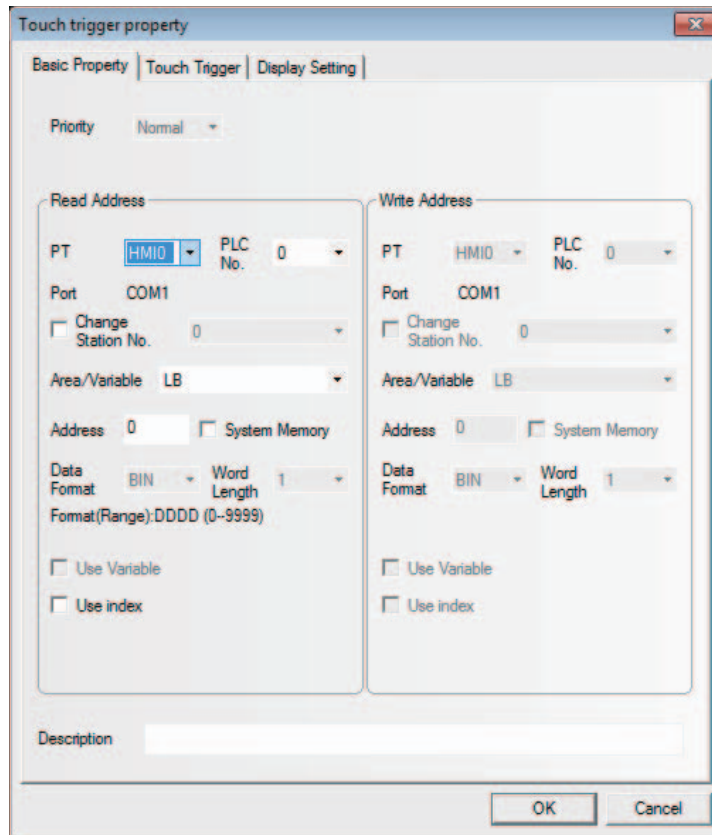 Touch trigger property
Basic Property Touch Trigger Display Setting
Priority Normal
Read Address
PT HMI0 PLC No. 0
Port COM1
Change Station No. 0
Area/Variable LB
Address 0 System Memory
Data Format BIN Word Length 1
Format(Range):DDDD (0--9999)
Use Variable
Use index
Write Address
PT HMI0 PLC No. 0
Port COM1
Change Station No. 0
Area/Variable LB
Address 0 System Memory
Data Format BIN Word Length 1
Use Variable
Use index
Description
OK Cancel